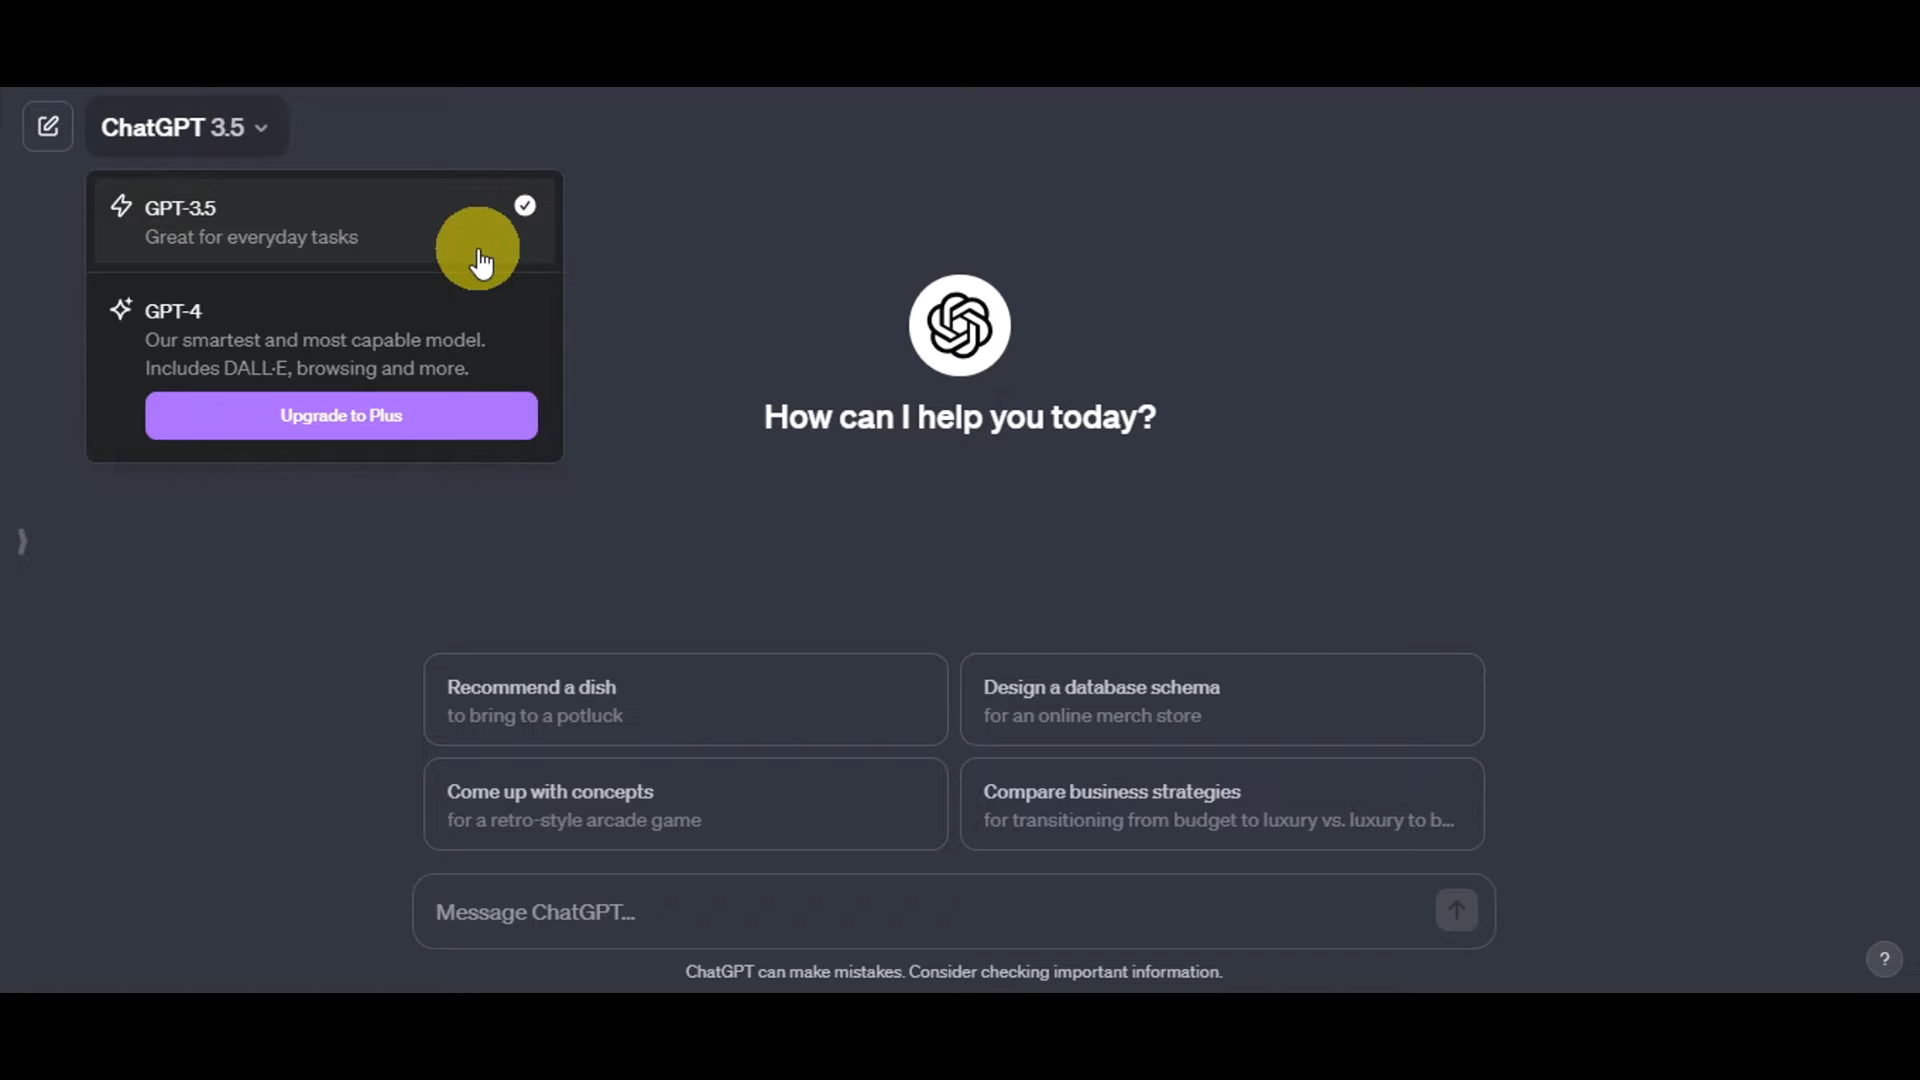 ChatGPT 3.5
GPT-3.5
Great for everyday tasks
GPT-4
Our smartest and most capable model.
Includes DALL·E, browsing and more.
Upgrade to Plus
How can I help you today?
Recommend a dish
to bring to a potluck
Design a database schema
for an online merch store
Come up with concepts
for a retro-style arcade game
Compare business strategies
for transitioning from budget to luxury vs. luxury to b...
Message ChatGPT...
ChatGPT can make mistakes. Consider checking important information.
?